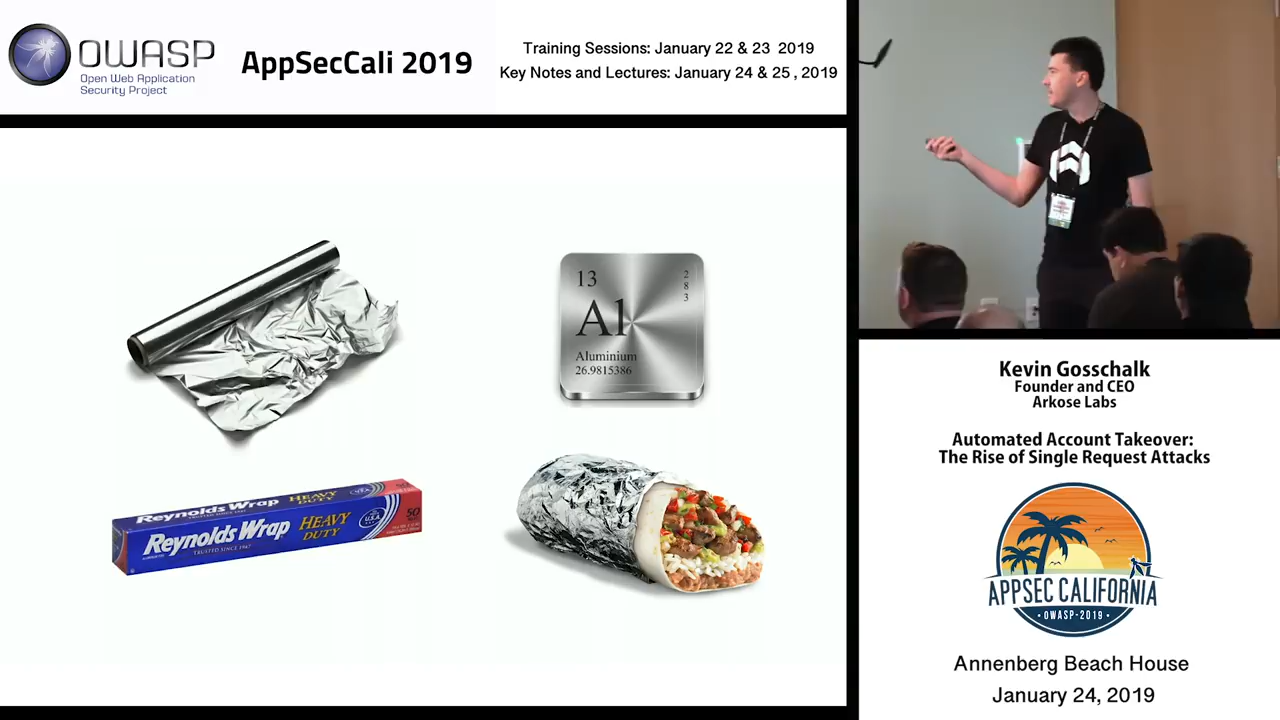 OWASP
Open Web Application
Security Project
AppSecCali 2019
Training Sessions: January 22 & 23 2019
Key Notes and Lectures: January 24 & 25, 2019
13
2
8
3
Al
Aluminium
26.9815386
Reynolds Wrap HEAVY DUTY
Reynolds Wrap HEAVY
DUTY
TRUSTED SINCE 1947
U.S.A.
50
Kevin Gosschalk
Founder and CEO
Arkose Labs
Automated Account Takeover:
The Rise of Single Request Attacks
APPSEC CALIFORNIA
OWASP-2019
Annenberg Beach House
January 24, 2019